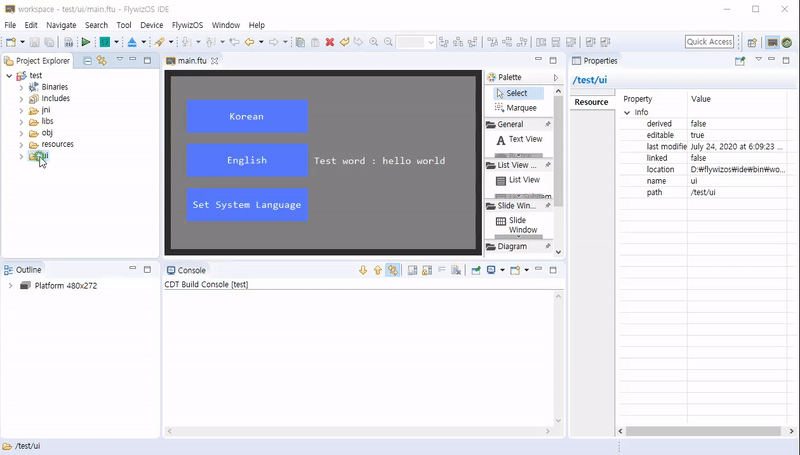 workspace - test/ui/main.ftu - FlywizOS IDE
File Edit Navigate Search Tool Device FlywizOS Window Help
Quick Access
Project Explorer
test
Binaries
Includes
jni
libs
obj
resources
ui
main.ftu
Korean
English
Set System Language
Test word : hello world
Palette
Select
Marquee
General
Text View
List View ...
List View
Slide Win...
Slide
Window
Diagram
Properties
/test/ui
Resource
Property Value
Info
derived false
editable true
last modifie July 24, 2020 at 6:09:23
linked false
location D:₩flywizos₩ide₩bin₩wo...
name ui
path /test/ui
Outline
Platform 480x272
Console
CDT Build Console [test]
/test/ui